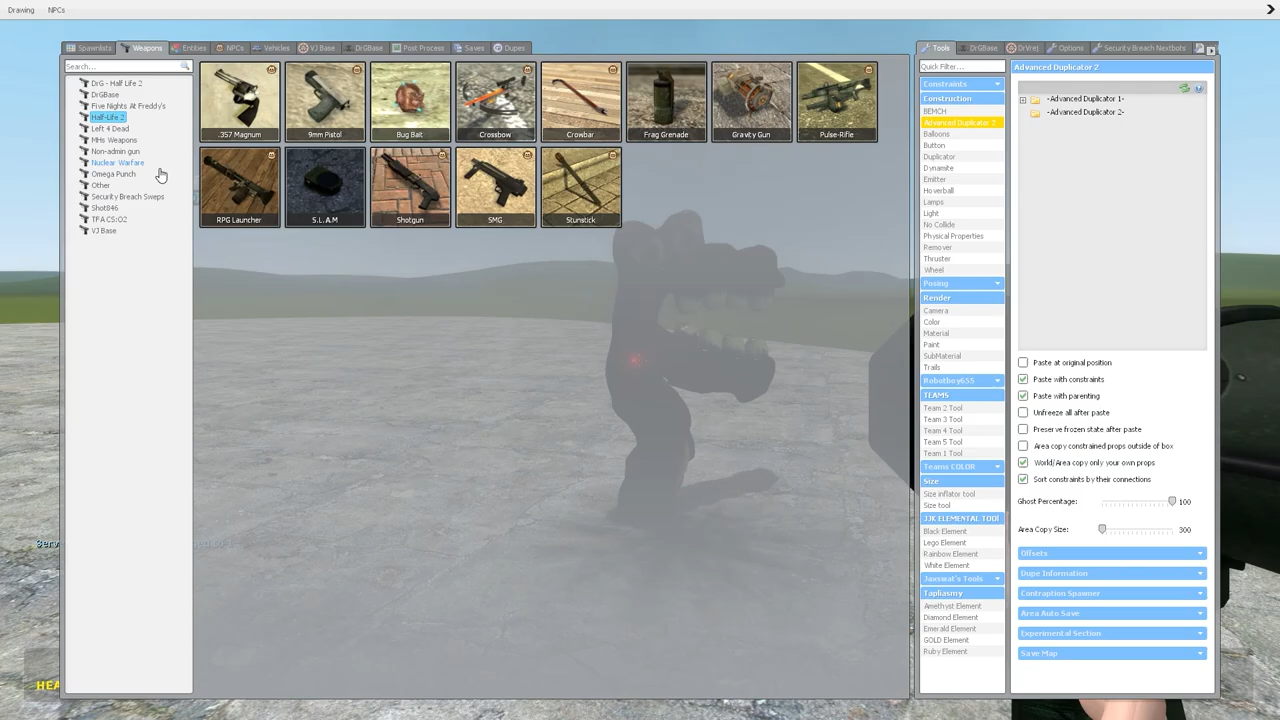 Drawing NPCs
Spawnlists Weapons Entities NPCs Vehicles VJ Base DrGBase Post Process Saves Dupes
Search...
DrG - Half Life 2
DrGBase
Five Nights At Freddy's
Half-Life 2
Left 4 Dead
MHs Weapons
Non-admin gun
Nuclear Warfare
Omega Punch
Other
Security Breach Sweps
Shot846
TFA CS:O2
VJ Base
.357 Magnum 9mm Pistol Bug Bait Crossbow Crowbar Frag Grenade Gravity Gun Pulse-Rifle
RPG Launcher S.L.A.M Shotgun SMG Stunstick
Tools DrGBase DrVrej Options Security Breach Nextbots
Quick Filter...
Constraints
Construction
BEMCH
Advanced Duplicator 2
Balloons
Button
Duplicator
Dynamite
Emitter
Hoverball
Lamps
Light
No Collide
Physical Properties
Remover
Thruster
Wheel
Posing
Render
Camera
Color
Material
Paint
SubMaterial
Trails
Robotboy655
TEAMS
Team 2 Tool
Team 3 Tool
Team 4 Tool
Team 5 Tool
Team 1 Tool
Teams COLOR
Size
Size inflator tool
Size tool
JJK ELEMENTAL TOOl
Black Element
Lego Element
Rainbow Element
White Element
Jaxswat's Tools
Tapliasmy
Amethyst Element
Diamond Element
Emerald Element
GOLD Element
Ruby Element
Advanced Duplicator 2
-Advanced Duplicator 1-
-Advanced Duplicator 2-
Paste at original position
Paste with constraints
Paste with parenting
Unfreeze all after paste
Preserve frozen state after paste
Area copy constrained props outside of box
World/Area copy only your own props
Sort constraints by their connections
Ghost Percentage: 100
Area Copy Size: 300
Offsets
Dupe Information
Contraption Spawner
Area Auto Save
Experimental Section
Save Map